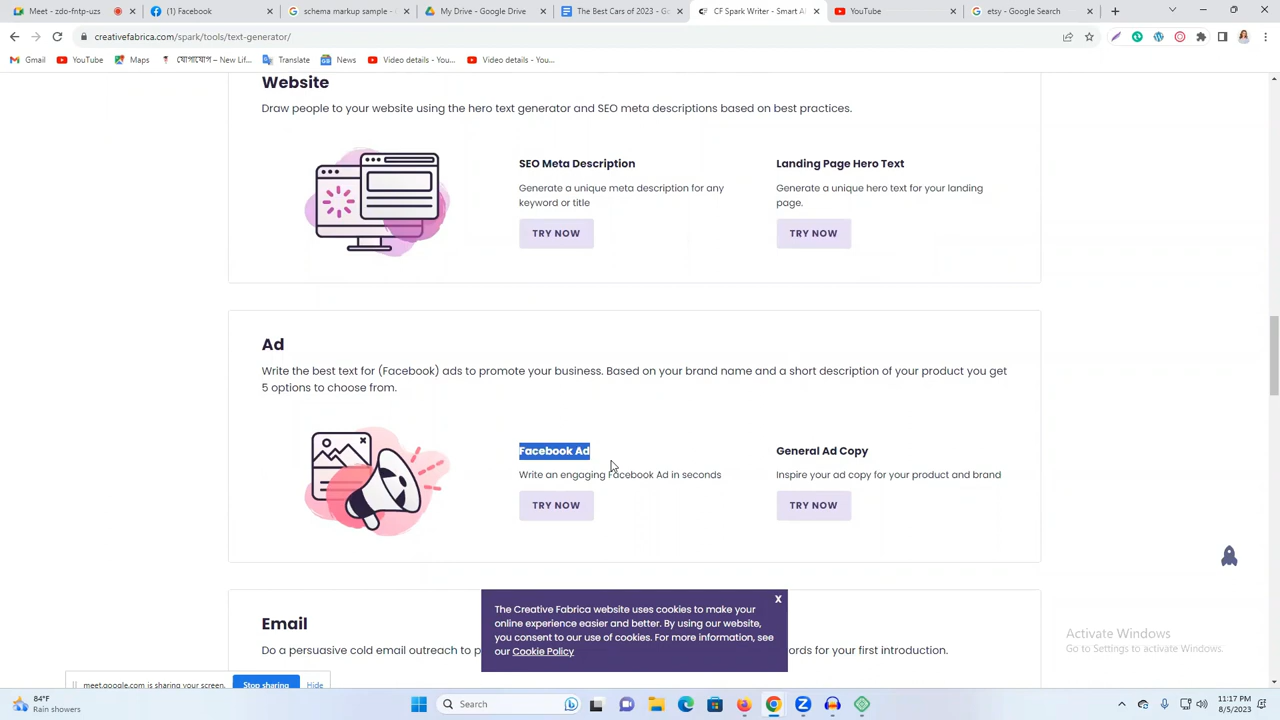 Meet - zdo-fntp-uzs
(1) Facebook
schema markup sample -
My Drive - Google Drive
The Best Cars of 2023 - G
CF Spark Writer - Smart AI
YouTube
etsy - Google Search
creativefabrica.com/spark/tools/text-generator/
Gmail
YouTube
Maps
যোগাযোগ – New Lif...
Translate
News
Video details - You...
Video details - You...
Website
Draw people to your website using the hero text generator and SEO meta descriptions based on best practices.
SEO Meta Description
Landing Page Hero Text
Generate a unique meta description for any
keyword or title
Generate a unique hero text for your landing
page.
TRY NOW
TRY NOW
Ad
Write the best text for (Facebook) ads to promote your business. Based on your brand name and a short description of your product you get
5 options to choose from.
Facebook Ad
General Ad Copy
Write an engaging Facebook Ad in seconds
Inspire your ad copy for your product and brand
TRY NOW
TRY NOW
The Creative Fabrica website uses cookies to make your
online experience easier and better. By using our website,
you consent to our use of cookies. For more information, see
our Cookie Policy
X
Email
Do a persuasive cold email outreach to p
ords for your first introduction.
Activate Windows
Go to Settings to activate Windows.
meet.google.com is sharing your screen.
Stop sharing
Hide
84°F
Rain showers
Search
11:17 PM
8/5/2023